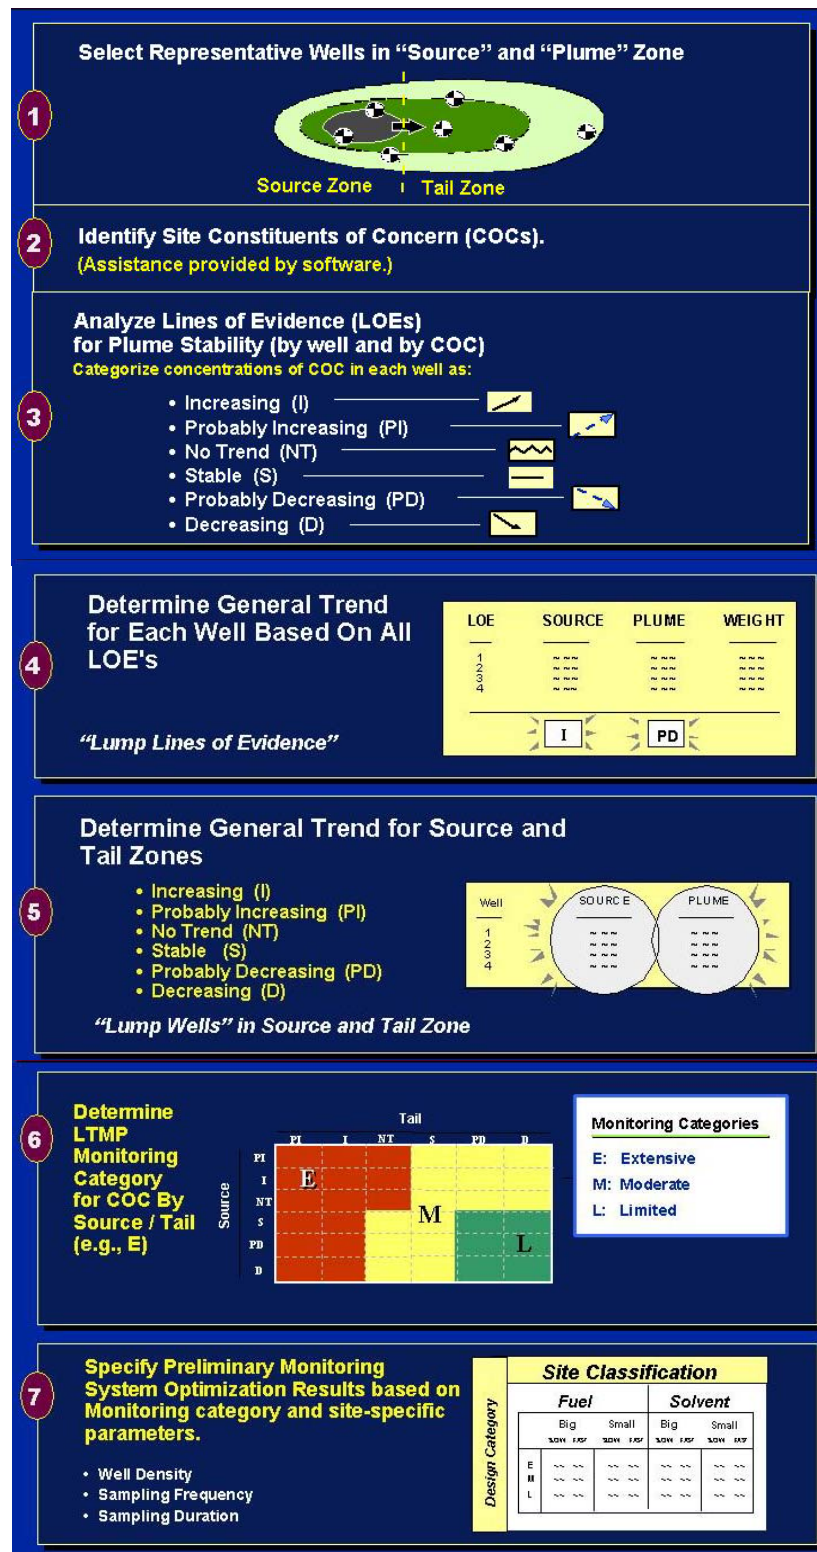 Select Representative Wells in “Source” and “Plume” Zone
1
Source Zone
Tail Zone
2
Identify Site Constituents of Concern (COCs).
(Assistance provided by software.)
3
Analyze Lines of Evidence (LOEs)
for Plume Stability (by well and by COC)
Categorize concentrations of COC in each well as:
• Increasing (I)
• Probably Increasing (PI)
• No Trend (NT)
• Stable (S)
• Probably Decreasing (PD)
• Decreasing (D)
4
Determine General Trend
for Each Well Based On All
LOE's
“Lump Lines of Evidence”
LOE SOURCE PLUME WEIGHT
1 ~ ~ ~ ~ ~ ~ ~ ~ ~
2 ~ ~ ~ ~ ~ ~ ~ ~ ~
3 ~ ~ ~ ~ ~ ~ ~ ~ ~
4 ~ ~ ~ ~ ~ ~ ~ ~ ~
I PD
5
Determine General Trend for Source and
Tail Zones
• Increasing (I)
• Probably Increasing (PI)
• No Trend (NT)
• Stable (S)
• Probably Decreasing (PD)
• Decreasing (D)
“Lump Wells” in Source and Tail Zone
Well SOURCE PLUME
1 ~ ~ ~ ~ ~ ~
2 ~ ~ ~ ~ ~ ~
3 ~ ~ ~ ~ ~ ~
4 ~ ~ ~ ~ ~ ~
6
Determine
LTMP
Monitoring
Category
for COC By
Source / Tail
(e.g., E)
Tail
PI I NT S PD D
Source
PI
I
NT
S
PD
D
E
M
L
Monitoring Categories
E: Extensive
M: Moderate
L: Limited
7
Specify Preliminary Monitoring
System Optimization Results based on
Monitoring category and site-specific
parameters.
• Well Density
• Sampling Frequency
• Sampling Duration
Site Classification
Design Category
Fuel Solvent
Big Small Big Small
SLOW FAST SLOW FAST SLOW FAST SLOW FAST
E ~~ ~~ ~~ ~~ ~~ ~~ ~~ ~~
M ~~ ~~ ~~ ~~ ~~ ~~ ~~ ~~
L ~~ ~~ ~~ ~~ ~~ ~~ ~~ ~~